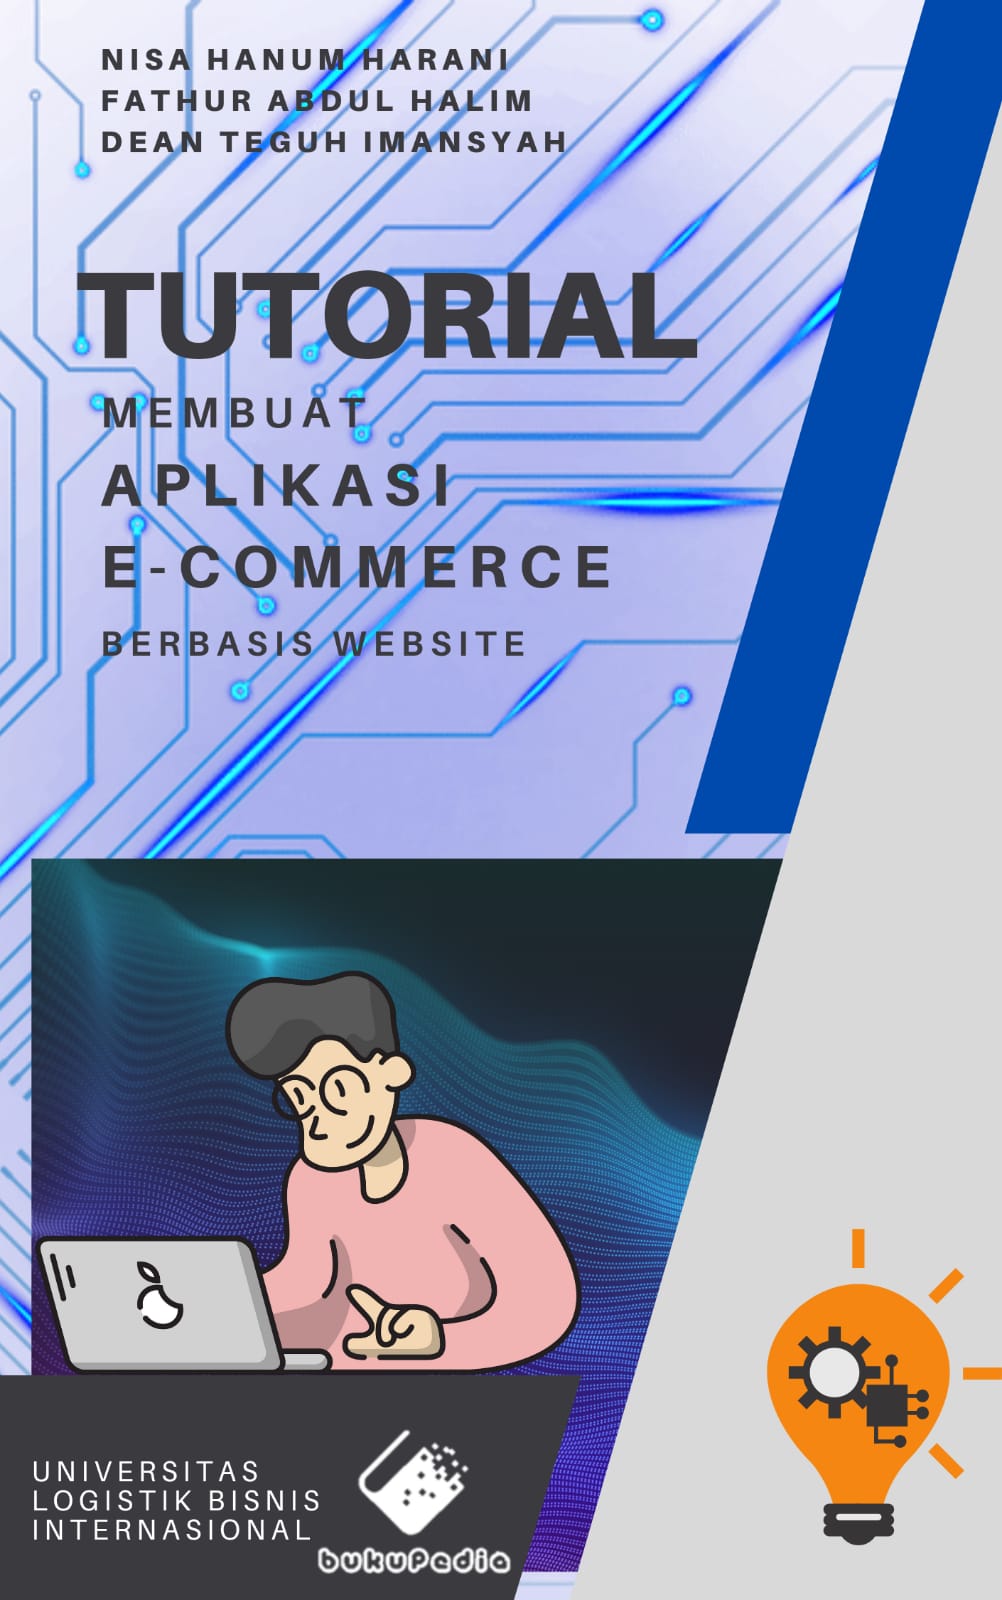 NISA HANUM HARANI
FATHUR ABDUL HALIM
DEAN TEGUH IMANSYAH
TUTORIAL
MEMBUAT
APLIKASI
E-COMMERCE
BERBASIS WEBSITE
UNIVERSITAS
LOGISTIK BISNIS
INTERNASIONAL
bukuPedia